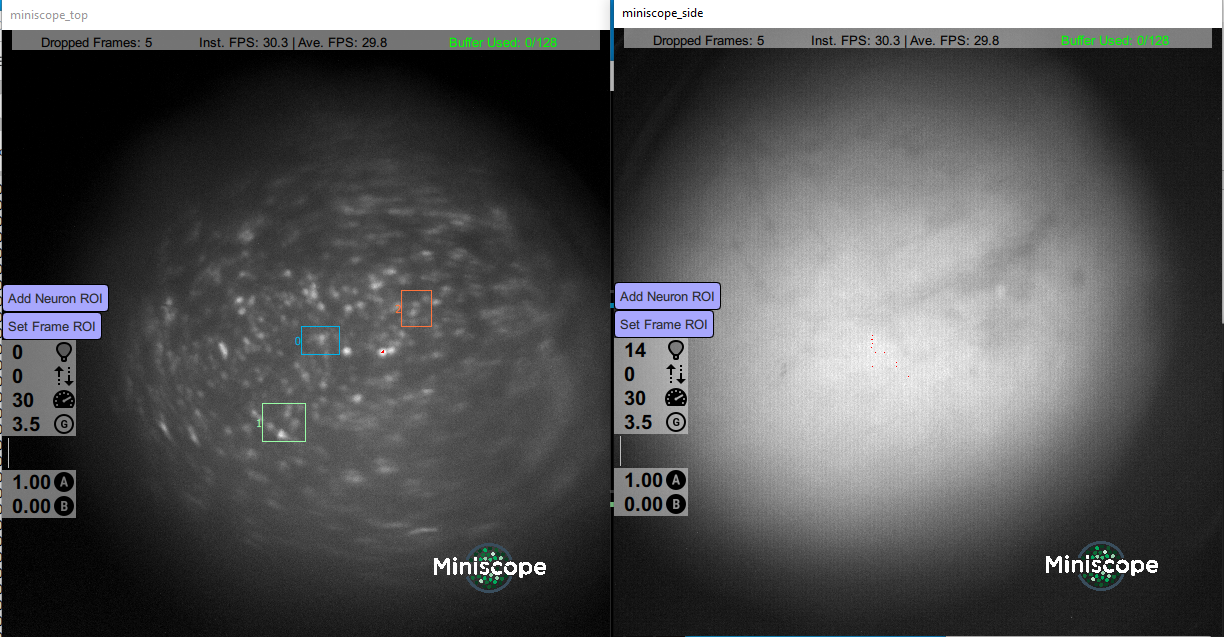 miniscope_top
Dropped Frames: 5 Inst. FPS: 30.3 | Ave. FPS: 29.8 Buffer Used: 0/128
Add Neuron ROI
Set Frame ROI
0
0
30
3.5 G
1.00 A
0.00 B
0
1
2
Miniscope
miniscope_side
Dropped Frames: 5 Inst. FPS: 30.3 | Ave. FPS: 29.8 Buffer Used: 0/128
Add Neuron ROI
Set Frame ROI
14
0
30
3.5 G
1.00 A
0.00 B
Miniscope